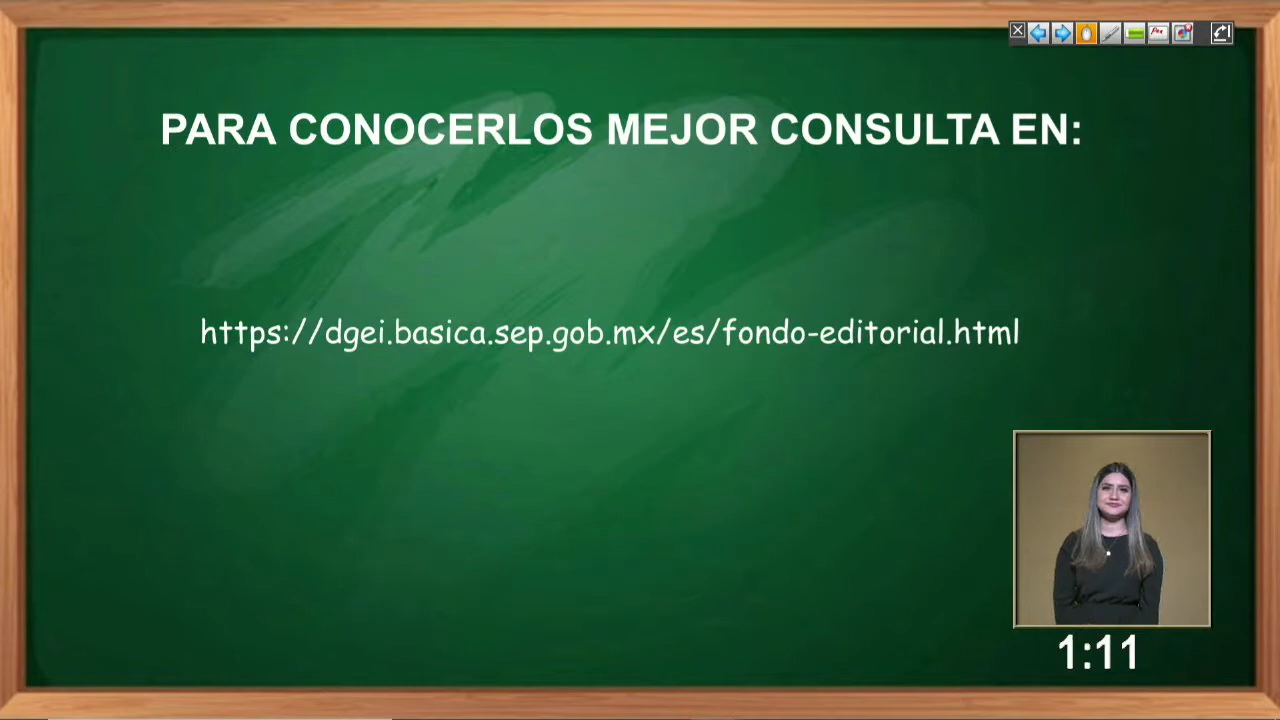 PARA CONOCERLOS MEJOR CONSULTA EN:
https://dgei.basica.sep.gob.mx/es/fondo-editorial.html
1:11